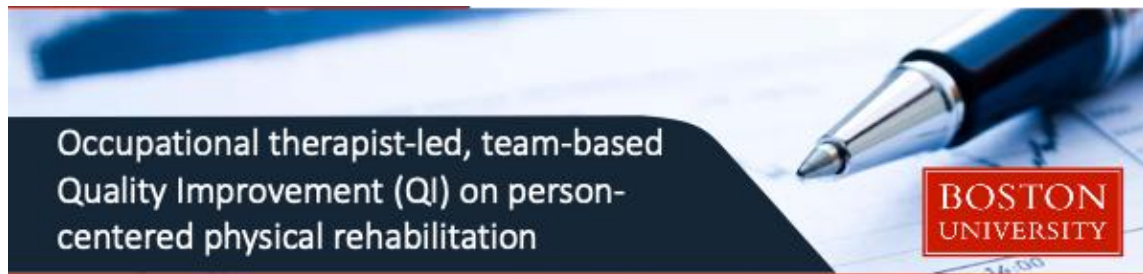 Occupational therapist-led, team-based
Quality Improvement (QI) on person-
centered physical rehabilitation
BOSTON
UNIVERSITY